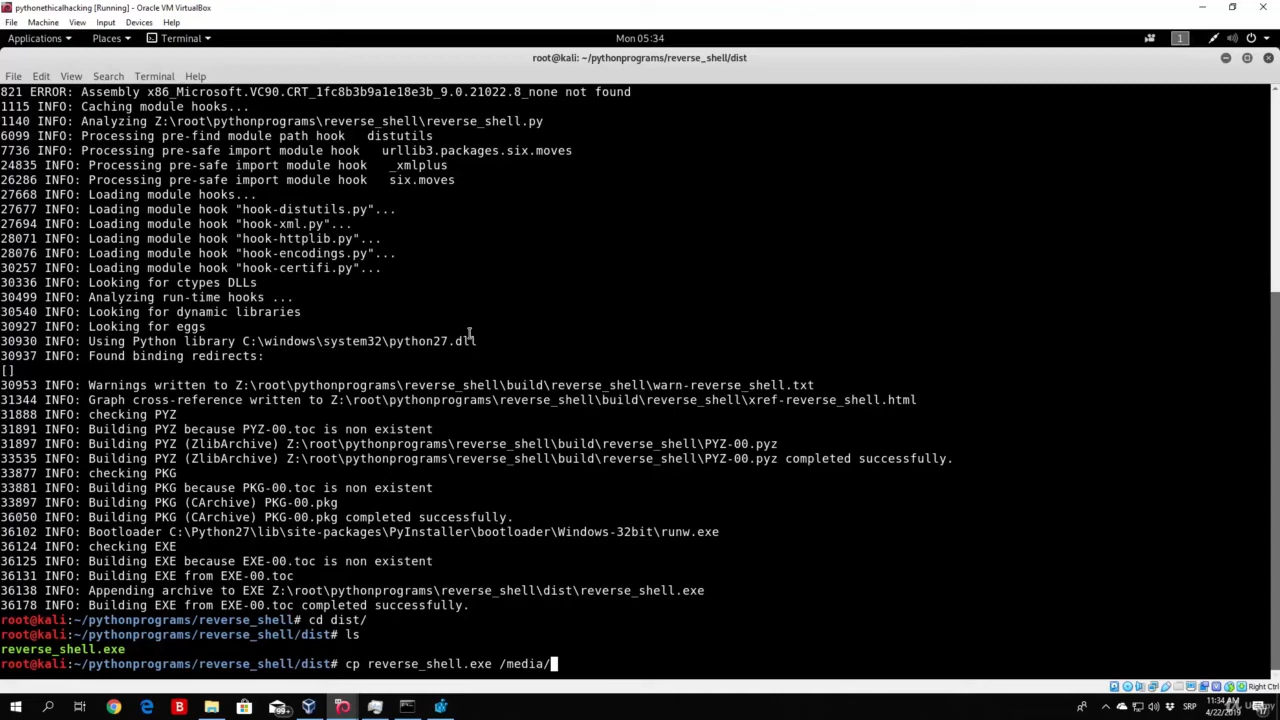 pythonethicalhacking [Running] - Oracle VM VirtualBox
File Machine View Input Devices Help
Applications Places Terminal Mon 05:34 1
root@kali: ~/pythonprograms/reverse_shell/dist
File Edit View Search Terminal Help
821 ERROR: Assembly x86_Microsoft.VC90.CRT_1fc8b3b9a1e18e3b_9.0.21022.8_none not found
1115 INFO: Caching module hooks...
1140 INFO: Analyzing Z:\root\pythonprograms\reverse_shell\reverse_shell.py
6099 INFO: Processing pre-find module path hook   distutils
7736 INFO: Processing pre-safe import module hook   urllib3.packages.six.moves
24835 INFO: Processing pre-safe import module hook   _xmlplus
26286 INFO: Processing pre-safe import module hook   six.moves
27668 INFO: Loading module hooks...
27677 INFO: Loading module hook "hook-distutils.py"...
27694 INFO: Loading module hook "hook-xml.py"...
28071 INFO: Loading module hook "hook-httplib.py"...
28076 INFO: Loading module hook "hook-encodings.py"...
30257 INFO: Loading module hook "hook-certifi.py"...
30336 INFO: Looking for ctypes DLLs
30499 INFO: Analyzing run-time hooks ...
30540 INFO: Looking for dynamic libraries
30927 INFO: Looking for eggs
30930 INFO: Using Python library C:\windows\system32\python27.dll
30937 INFO: Found binding redirects:
[]
30953 INFO: Warnings written to Z:\root\pythonprograms\reverse_shell\build\reverse_shell\warn-reverse_shell.txt
31344 INFO: Graph cross-reference written to Z:\root\pythonprograms\reverse_shell\build\reverse_shell\xref-reverse_shell.html
31888 INFO: checking PYZ
31891 INFO: Building PYZ because PYZ-00.toc is non existent
31897 INFO: Building PYZ (ZlibArchive) Z:\root\pythonprograms\reverse_shell\build\reverse_shell\PYZ-00.pyz
33535 INFO: Building PYZ (ZlibArchive) Z:\root\pythonprograms\reverse_shell\build\reverse_shell\PYZ-00.pyz completed successfully.
33877 INFO: checking PKG
33881 INFO: Building PKG because PKG-00.toc is non existent
33897 INFO: Building PKG (CArchive) PKG-00.pkg
36050 INFO: Building PKG (CArchive) PKG-00.pkg completed successfully.
36102 INFO: Bootloader C:\Python27\lib\site-packages\PyInstaller\bootloader\Windows-32bit\runw.exe
36124 INFO: checking EXE
36125 INFO: Building EXE because EXE-00.toc is non existent
36131 INFO: Building EXE from EXE-00.toc
36138 INFO: Appending archive to EXE Z:\root\pythonprograms\reverse_shell\dist\reverse_shell.exe
36178 INFO: Building EXE from EXE-00.toc completed successfully.
root@kali:~/pythonprograms/reverse_shell# cd dist/
root@kali:~/pythonprograms/reverse_shell/dist# ls
reverse_shell.exe
root@kali:~/pythonprograms/reverse_shell/dist# cp reverse_shell.exe /media/
Right Ctrl
99+ SRP 11:34 AM
4/22/2019